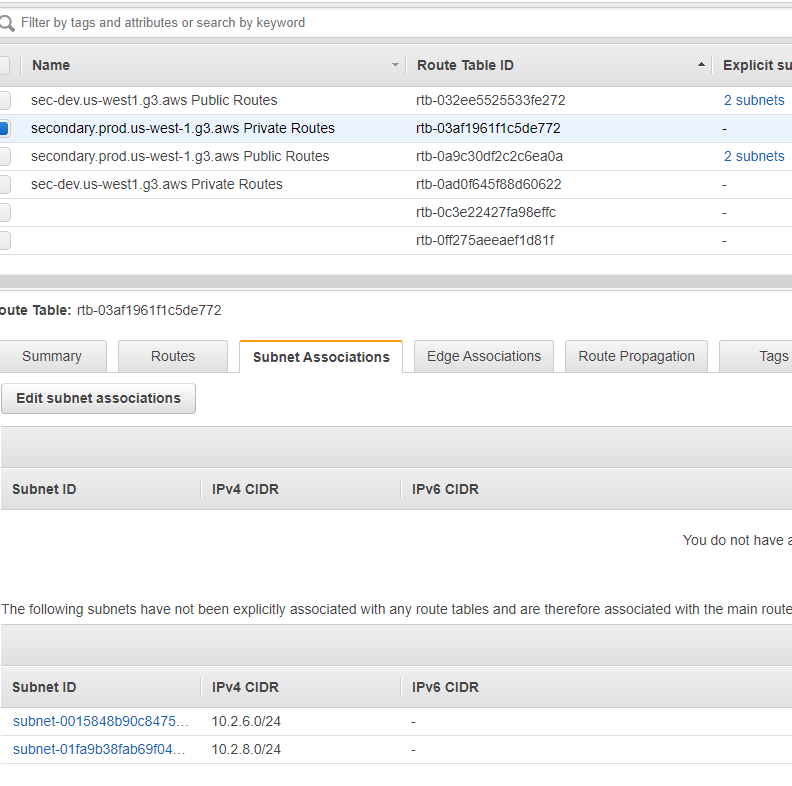 Filter by tags and attributes or search by keyword
Name Route Table ID Explicit su
sec-dev.us-west1.g3.aws Public Routes rtb-032ee5525533fe272 2 subnets
secondary.prod.us-west-1.g3.aws Private Routes rtb-03af1961f1c5de772 -
secondary.prod.us-west-1.g3.aws Public Routes rtb-0a9c30df2c2c6ea0a 2 subnets
sec-dev.us-west1.g3.aws Private Routes rtb-0ad0f645f88d60622 -
rtb-0c3e22427fa98effc -
rtb-0ff275aeeaef1d81f -
oute Table: rtb-03af1961f1c5de772
Summary Routes Subnet Associations Edge Associations Route Propagation Tags
Edit subnet associations
Subnet ID IPv4 CIDR IPv6 CIDR
You do not have a
The following subnets have not been explicitly associated with any route tables and are therefore associated with the main route
Subnet ID IPv4 CIDR IPv6 CIDR
subnet-0015848b90c8475... 10.2.6.0/24 -
subnet-01fa9b38fab69f04... 10.2.8.0/24 -